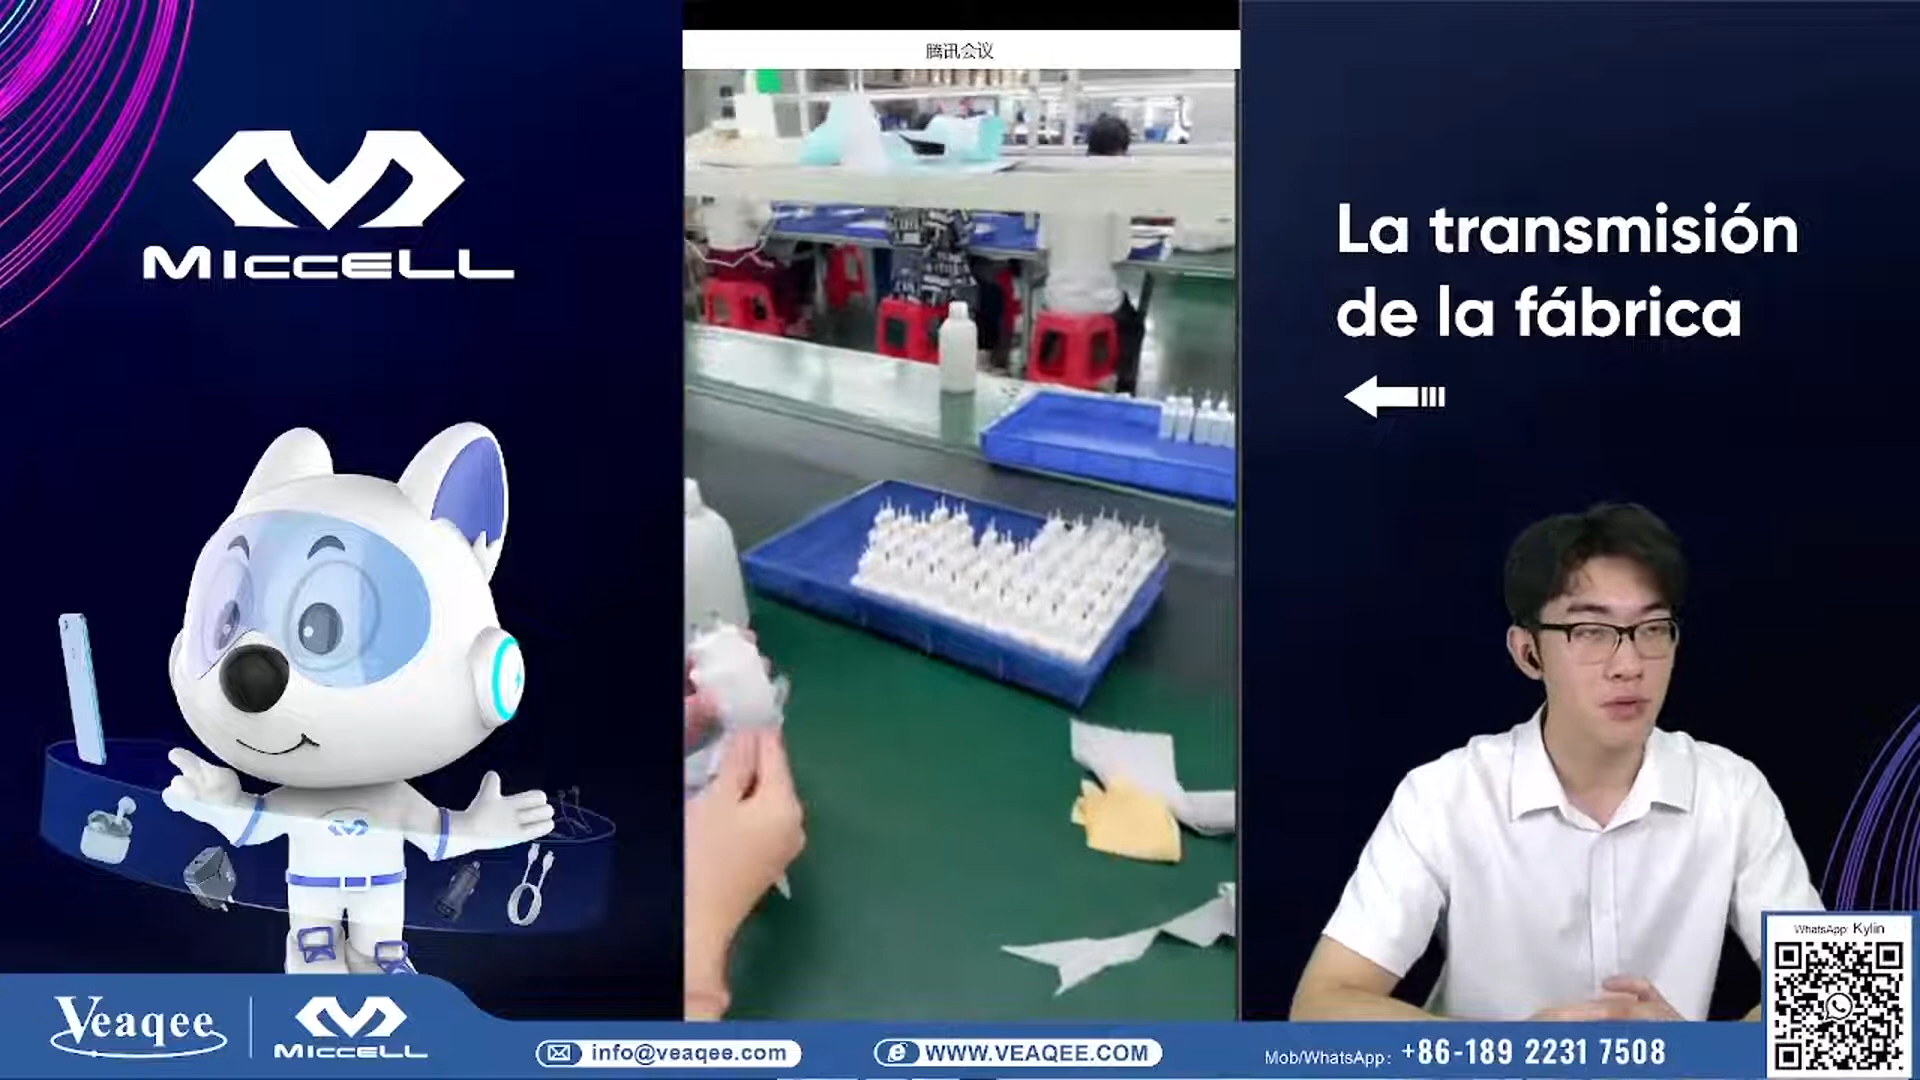 腾讯会议
MICCELL
La transmisión
de la fábrica
WhatsApp: Kylin
Veaqee
MICCELL
info@veaqee.com
WWW.VEAQEE.COM
Mob/WhatsApp: +86-189 2231 7508